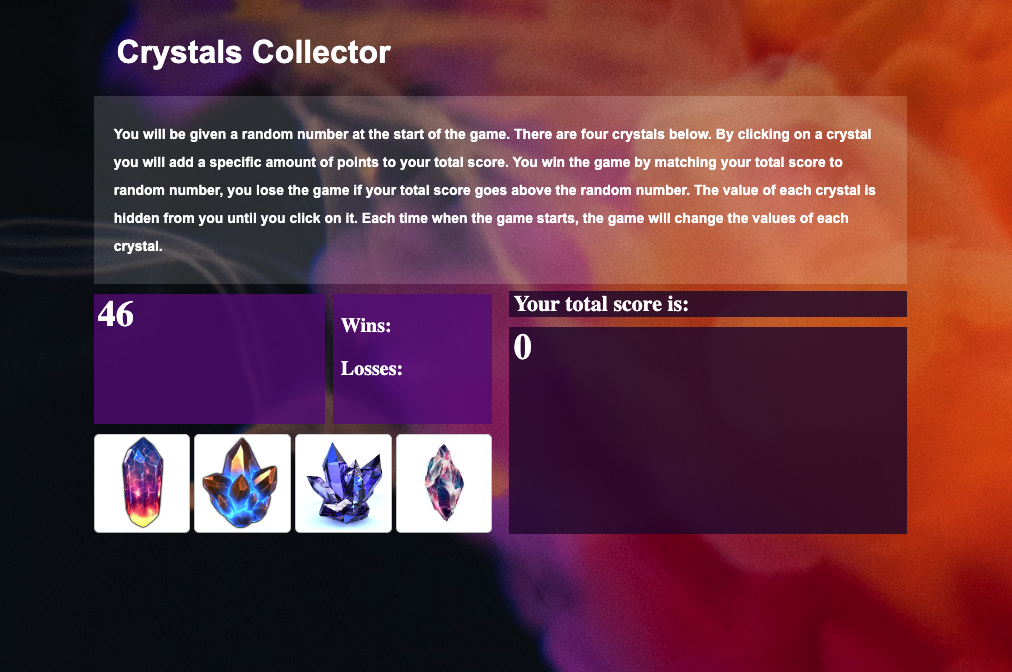 Crystals Collector
You will be given a random number at the start of the game. There are four crystals below. By clicking on a crystal
you will add a specific amount of points to your total score. You win the game by matching your total score to
random number, you lose the game if your total score goes above the random number. The value of each crystal is
hidden from you until you click on it. Each time when the game starts, the game will change the values of each
crystal.
46
Wins:
Losses:
Your total score is:
0